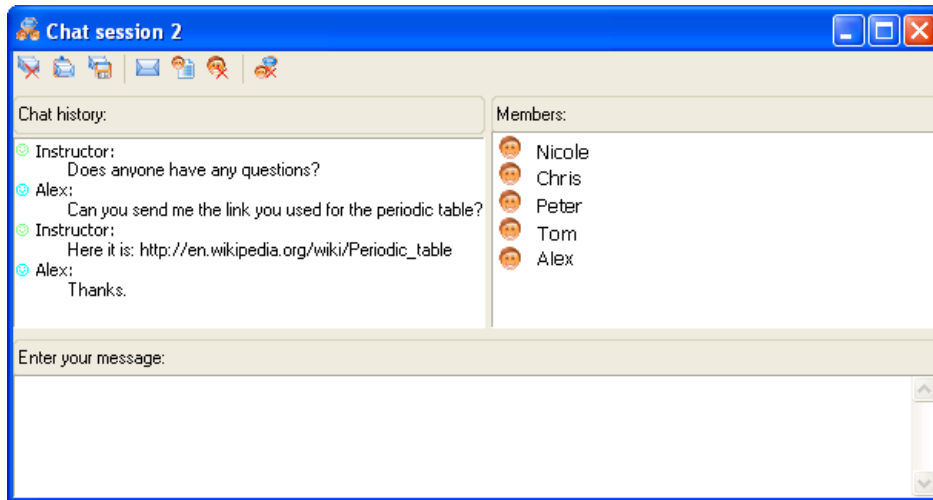 Chat session 2
Chat history:
Instructor:
Does anyone have any questions?
Alex:
Can you send me the link you used for the periodic table?
Instructor:
Here it is: http://en.wikipedia.org/wiki/Periodic_table
Alex:
Thanks.
Members:
Nicole
Chris
Peter
Tom
Alex
Enter your message: